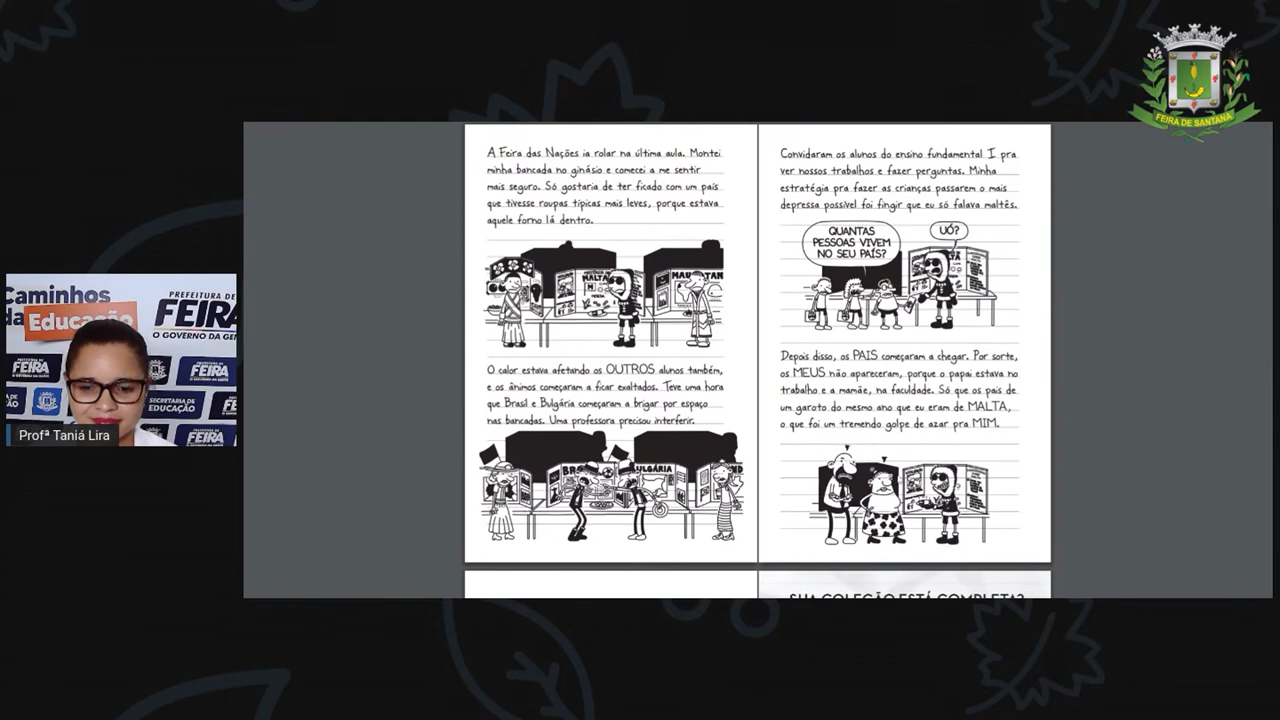 FEIRA DE SANTANA
A Feira das Nações ia rolar na última aula. Montei
minha bancada no ginásio e comecei a me sentir
mais seguro. Só gostaria de ter ficado com um país
que tivesse roupas típicas mais leves, porque estava
aquele forno lá dentro.
MALTA
O calor estava afetando os OUTROS alunos também,
e os ânimos começaram a ficar exaltados. Teve uma hora
que Brasil e Bulgária começaram a brigar por espaço
nas bancadas. Uma professora precisou interferir.
Convidaram os alunos do ensino fundamental I pra
ver nossos trabalhos e fazer perguntas. Minha
estratégia pra fazer as crianças passarem o mais
depressa possível foi fingir que eu só falava maltês.
QUANTAS
PESSOAS VIVEM
NO SEU PAÍS?
UÓ?
Depois disso, os PAIS começaram a chegar. Por sorte,
os MEUS não apareceram, porque o papai estava no
trabalho e a mamãe, na faculdade. Só que os pais de
um garoto do mesmo ano que eu eram de MALTA,
o que foi um tremendo golpe de azar pra MIM.
SUA COLEÇÃO ESTÁ COMPLETA?
Caminhos
da Educação
PREFEITURA DE
FEIRA
O GOVERNO DA GEN
FEIRA
FEIRA
SECRETARIA DE
EDUCAÇÃO
FEIRA
Profª Taniá Lira